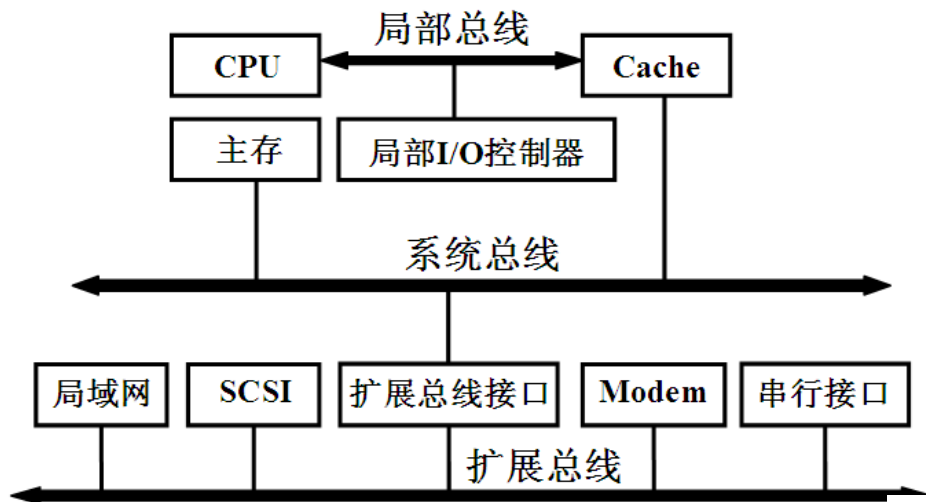 局部总线
CPU
Cache
主存
局部I/O控制器
系统总线
局域网
SCSI
扩展总线接口
Modem
串行接口
扩展总线